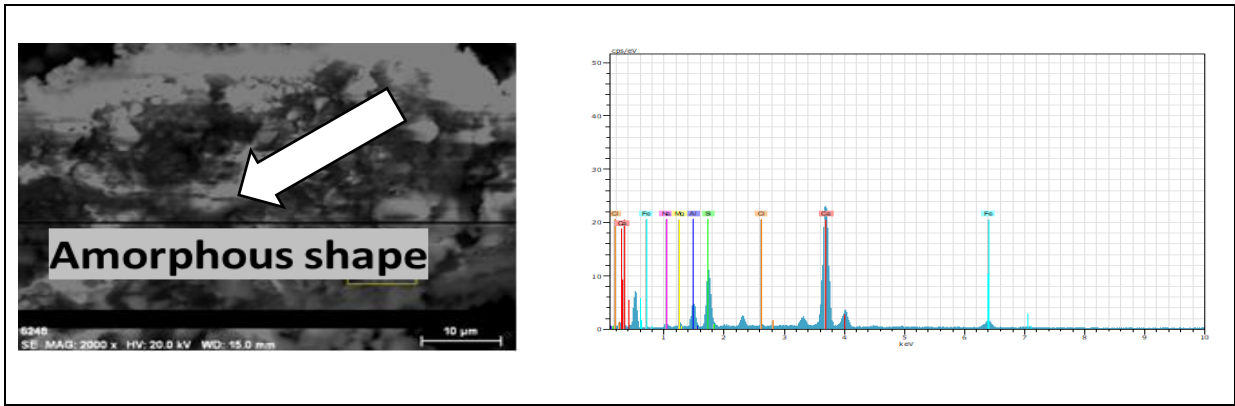 Amorphous shape
6248
SE MAG: 2000 x HV: 20.0 kV WD: 15.0 mm
10 µm
cps/eV
50
40
30
20
10
0
Cl
Ca
Fe
Na
Mg
Al
Si
Cl
Ca
Fe
1
2
3
4
5
6
7
8
9
10
keV